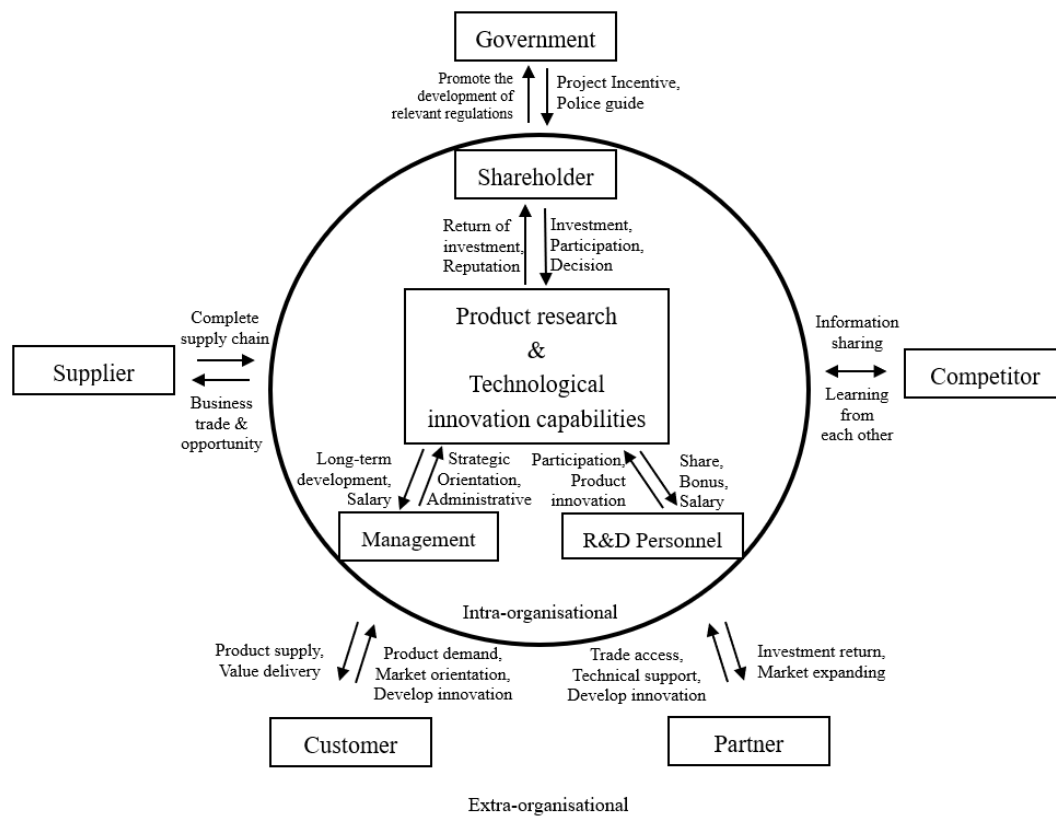 Government
Promote the
development of
relevant regulations
Project Incentive,
Police guide
Shareholder
Return of
investment,
Reputation
Investment,
Participation,
Decision
Product research
&
Technological
innovation capabilities
Complete
supply chain
Supplier
Business
trade &
opportunity
Information
sharing
Competitor
Learning
from
each other
Long-term
development,
Salary
Strategic
Orientation,
Administrative
Participation,
Product
innovation
Share,
Bonus,
Salary
Management
R&D Personnel
Intra-organisational
Product supply,
Value delivery
Product demand,
Market orientation,
Develop innovation
Trade access,
Technical support,
Develop innovation
Investment return,
Market expanding
Customer
Partner
Extra-organisational